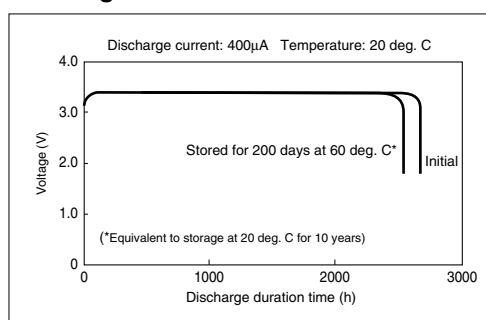 Discharge current: 400μA Temperature: 20 deg. C
4.0
3.0
2.0
1.0
0
Voltage (V)
Stored for 200 days at 60 deg. C*
Initial
(*Equivalent to storage at 20 deg. C for 10 years)
0 1000 2000 3000
Discharge duration time (h)